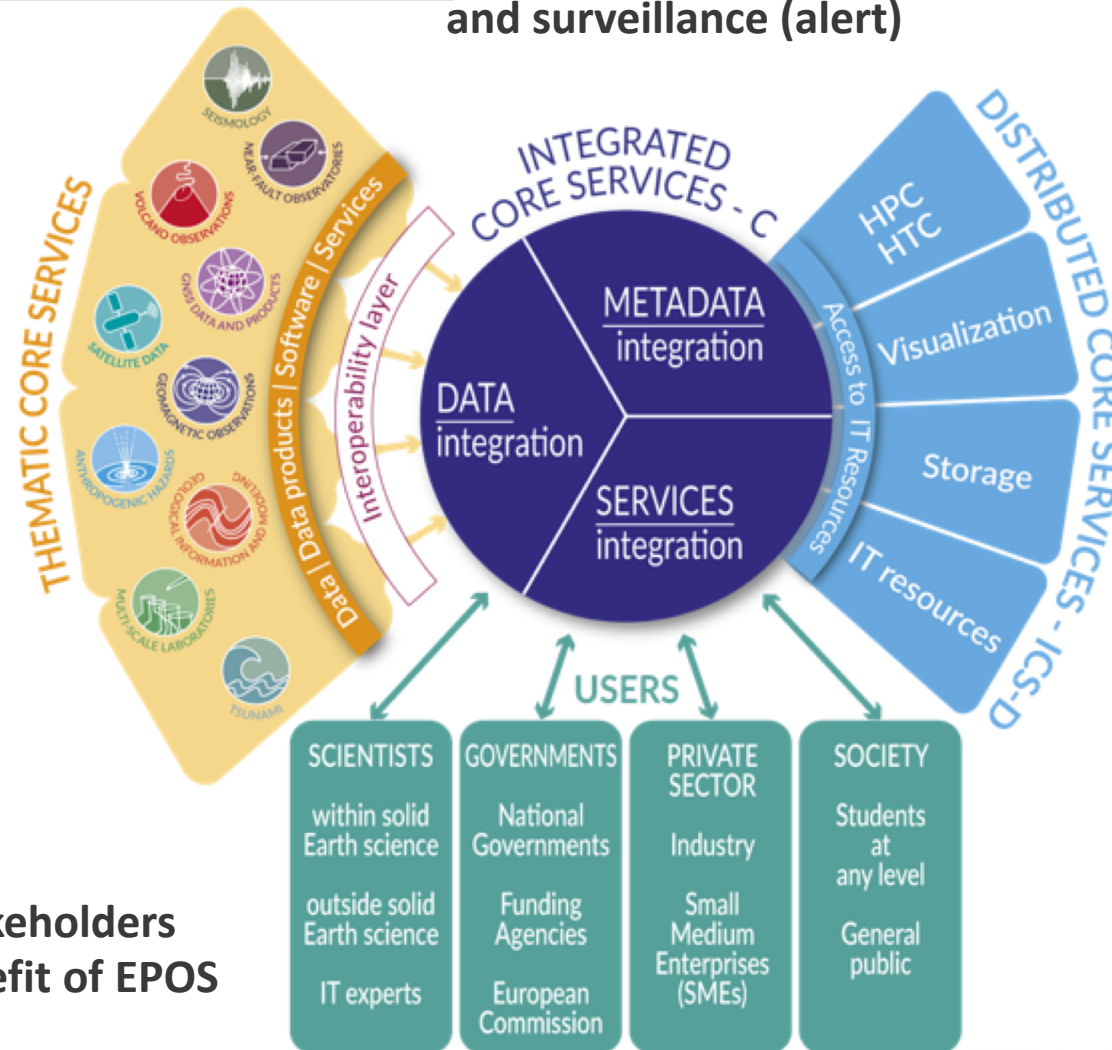 and surveillance (alert)
THEMATIC CORE SERVICES
SEISMOLOGY
NEAR-FAULT OBSERVATORIES
VOLCANO OBSERVATIONS
GNSS DATA AND PRODUCTS
SATELLITE DATA
GEOMAGNETIC OBSERVATIONS
ANTHROPOGENIC HAZARDS
GEOLOGICAL INFORMATION AND MODELING
MULTI-SCALE LABORATORIES
TSUNAMI
Data | Data products | Software | Services
Interoperability layer
INTEGRATED
CORE SERVICES - C
METADATA
integration
DATA
integration
SERVICES
integration
Access to IT Resources
HPC
HTC
Visualization
Storage
IT resources
DISTRIBUTED CORE SERVICES - ICS-D
USERS
SCIENTISTS
within solid
Earth science
outside solid
Earth science
IT experts
GOVERNMENTS
National
Governments
Funding
Agencies
European
Commission
PRIVATE
SECTOR
Industry
Small
Medium
Enterprises
(SMEs)
SOCIETY
Students
at
any level
General
public
keholders
efit of EPOS